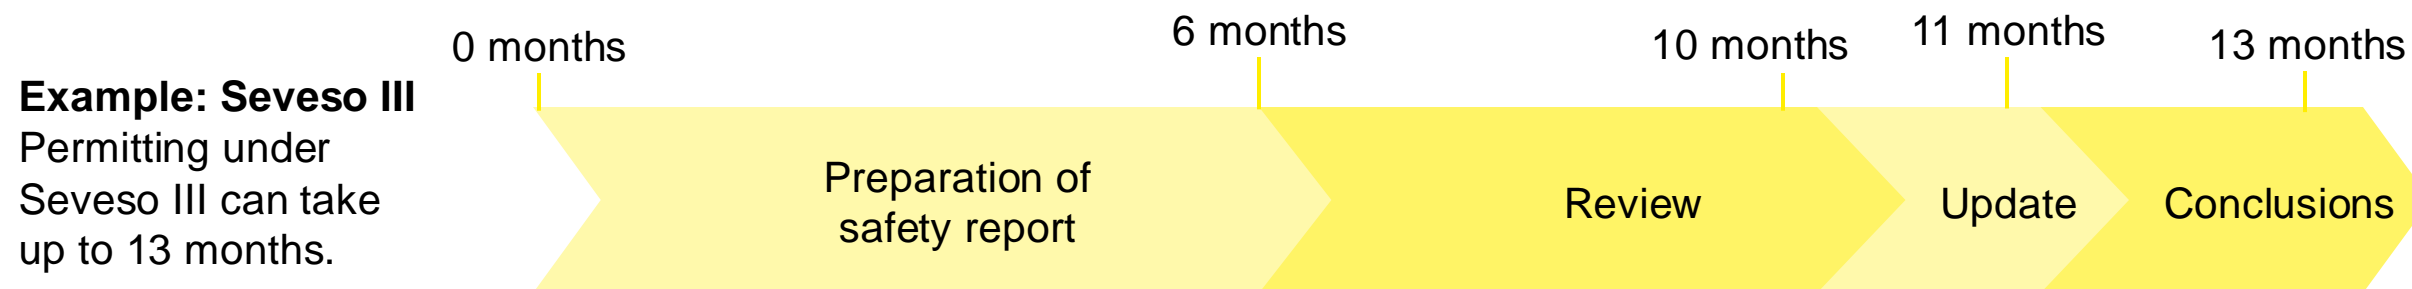 0 months
6 months
10 months
11 months
13 months
Example: Seveso III
Permitting under
Seveso III can take
up to 13 months.
Preparation of
safety report
Review
Update
Conclusions